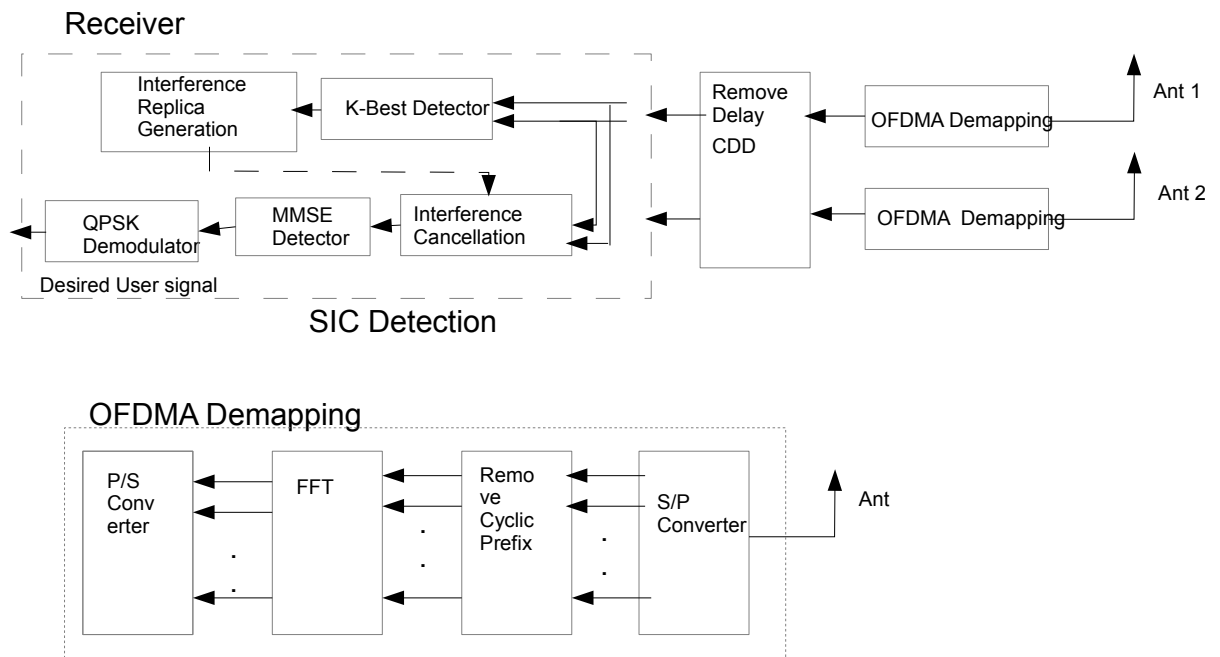 Receiver
Interference
Replica
Generation
K-Best Detector
Remove
Delay
CDD
OFDMA Demapping
Ant 1
QPSK
Demodulator
MMSE
Detector
Interference
Cancellation
OFDMA Demapping
Ant 2
Desired User signal
SIC Detection
OFDMA Demapping
P/S
Conv
erter
FFT
Remo
ve
Cyclic
Prefix
S/P
Converter
Ant